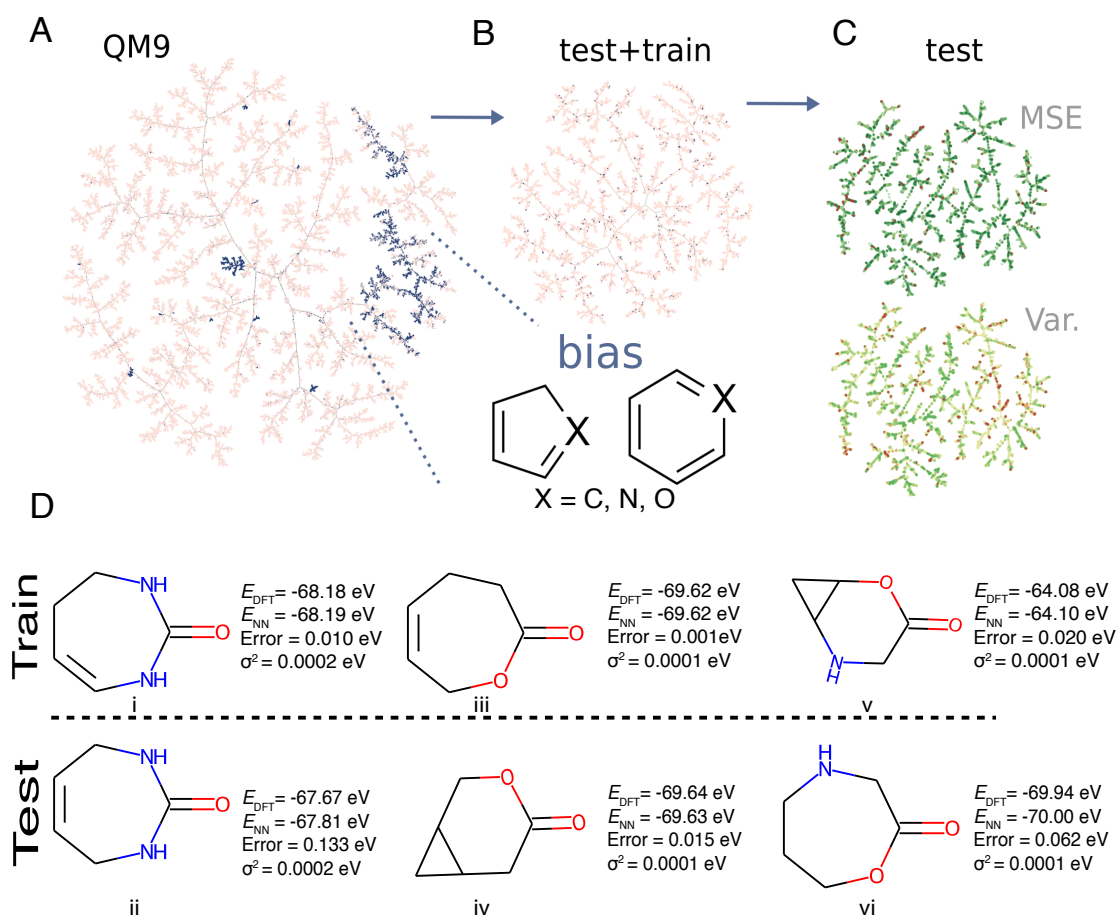 A
QM9
B
test+train
C
test
MSE
Var.
bias
X
X
X = C, N, O
D
Train
NH
O
NH
E_DFT= -68.18 eV
E_NN= -68.19 eV
Error = 0.010 eV
σ² = 0.0002 eV
i
O
O
E_DFT= -69.62 eV
E_NN= -69.62 eV
Error = 0.001eV
σ² = 0.0001 eV
iii
O
O
N
H
E_DFT= -64.08 eV
E_NN= -64.10 eV
Error = 0.020 eV
σ² = 0.0001 eV
v
Test
NH
O
NH
E_DFT= -67.67 eV
E_NN= -67.81 eV
Error = 0.133 eV
σ² = 0.0002 eV
ii
O
O
E_DFT= -69.64 eV
E_NN= -69.63 eV
Error = 0.015 eV
σ² = 0.0001 eV
iv
H
N
O
O
E_DFT= -69.94 eV
E_NN= -70.00 eV
Error = 0.062 eV
σ² = 0.0001 eV
vi